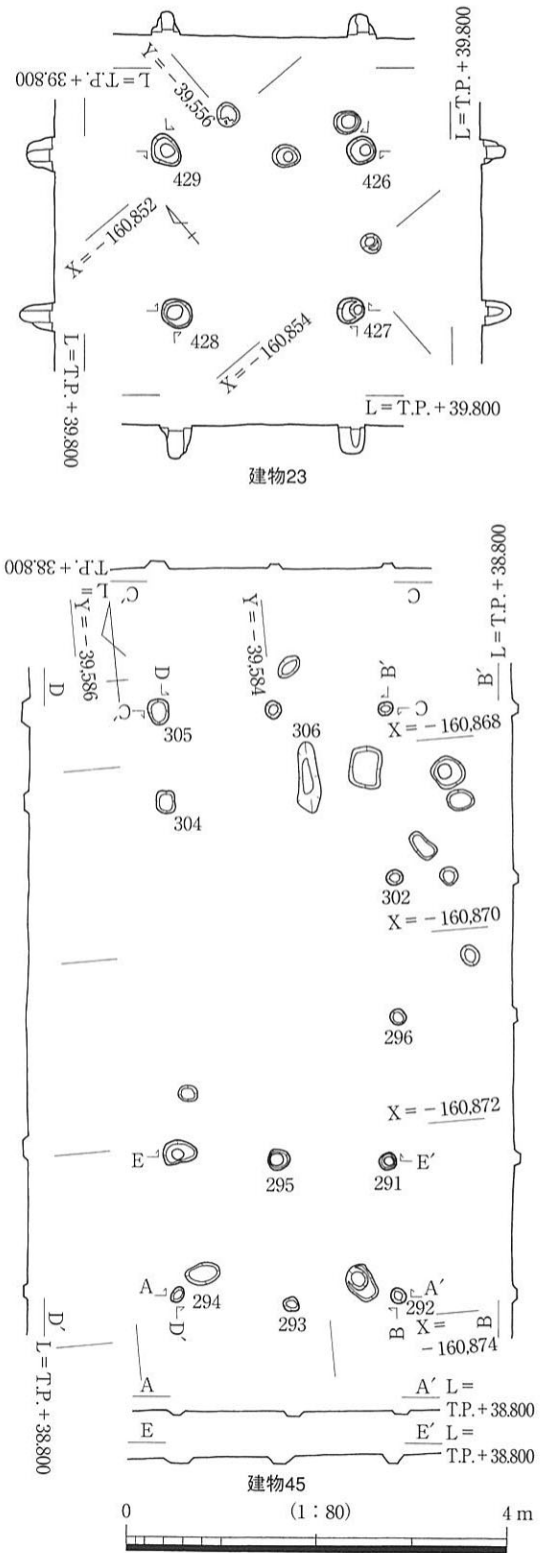 L=T.P.+39.800
Y=-39,556
L=T.P.+39.800
429
426
X=-160,852
428
427
X=-160,854
L=T.P.+39.800
L=T.P.+39.800
建物23
L=
T.P.+38.800
C′
C
L=T.P.+38.800
Y=-39,586
Y=-39,584
D
D
B′
B′
C′
C
305
306
X=-160,868
304
302
X=-160,870
296
X=-160,872
E
E′
295
291
A
294
A′
292
D′
293
B
X=
-160,874
B
D′
L=T.P.+38.800
A
A′ L=
T.P.+38.800
E
E′ L=
T.P.+38.800
建物45
0
(1:80)
4 m